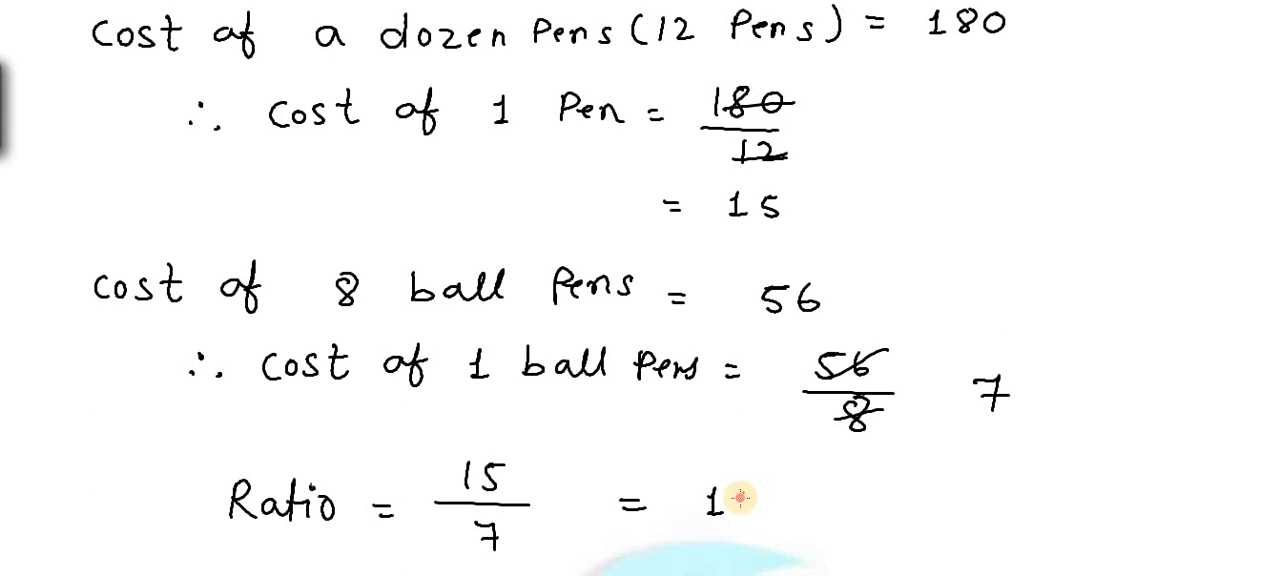 Cost of a dozen Pens (12 Pens) = 180
∴ Cost of 1 Pen = 180/12
= 15
Cost of 8 ball Pens = 56
∴ Cost of 1 ball Pens = 56/8 7
Ratio = 15/7 = 1